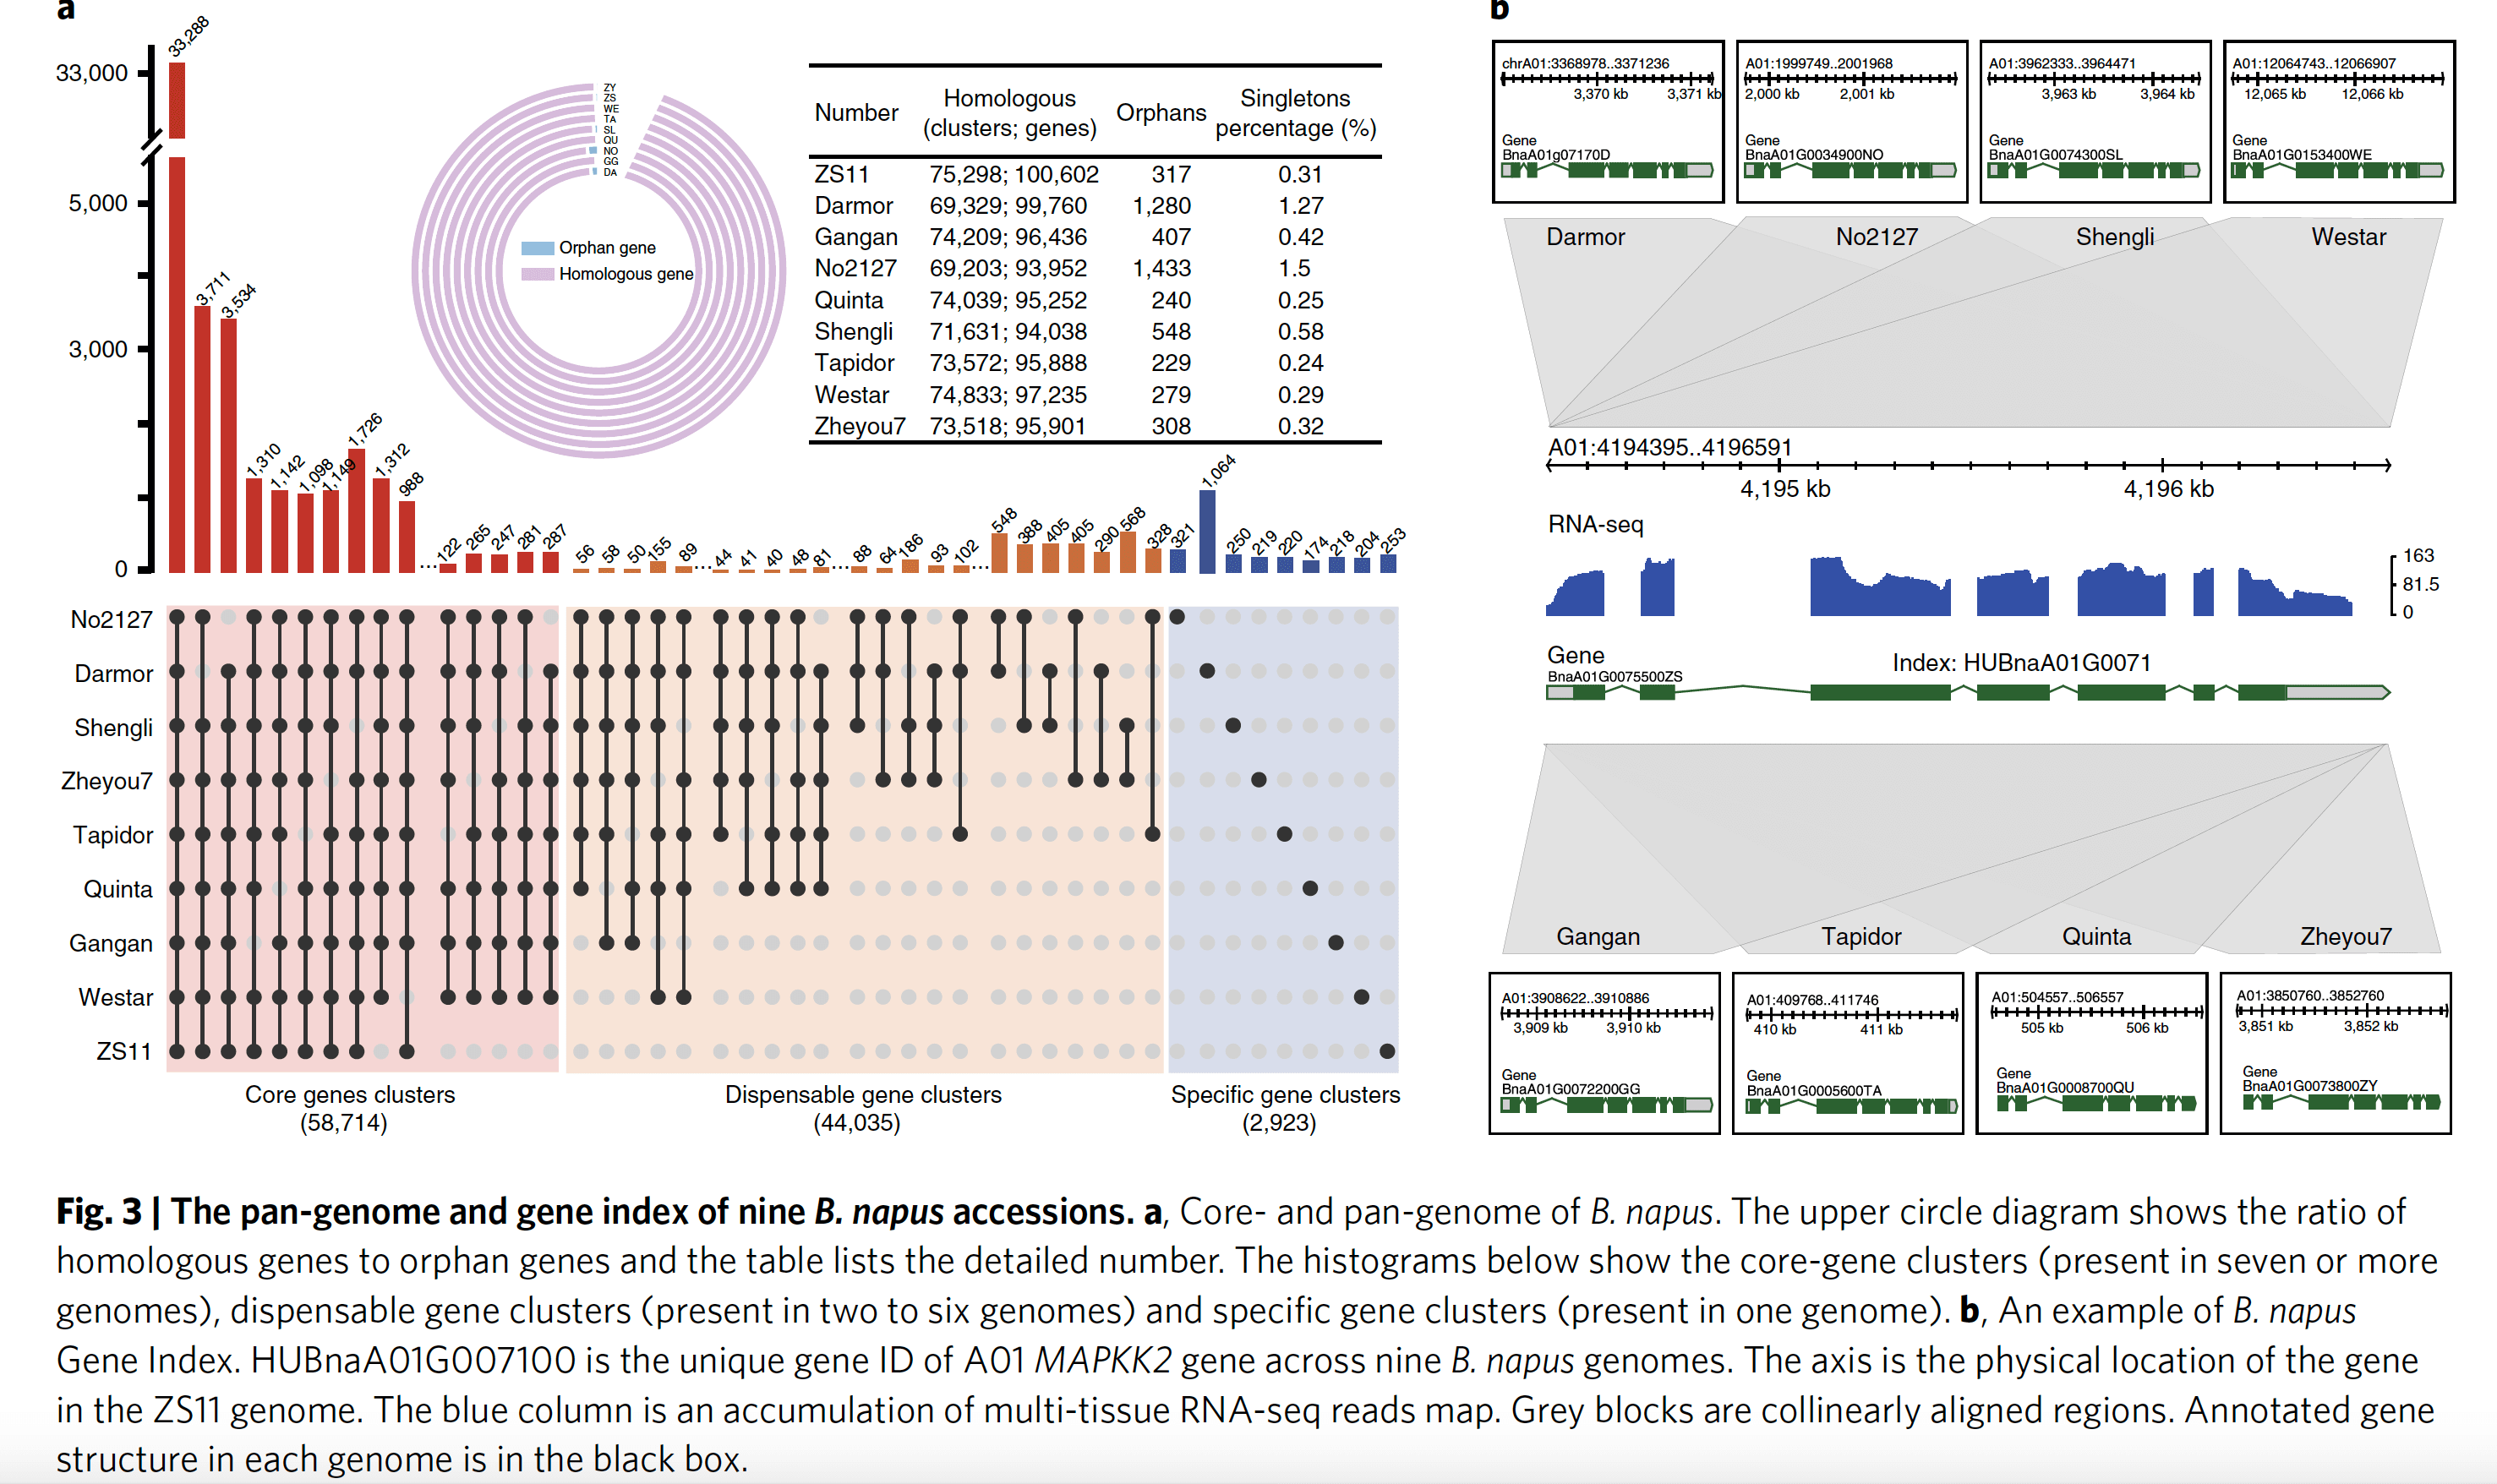 a
33,288
33,000
5,000
3,000
0
3,711
3,534
1,310
1,142
1,098
1,149
1,726
1,312
988
...
122
265
247
281
287
56
58
50
155
89
...
44
41
40
48
81
...
88
64
186
93
102
...
548
388
405
405
290
568
328
321
1,064
250
219
220
174
218
204
253
ZY
ZS
WE
TA
SL
QU
NO
GG
DA
Orphan gene
Homologous gene
Number Homologous (clusters; genes) Orphans Singletons percentage (%)
ZS11 75,298; 100,602 317 0.31
Darmor 69,329; 99,760 1,280 1.27
Gangan 74,209; 96,436 407 0.42
No2127 69,203; 93,952 1,433 1.5
Quinta 74,039; 95,252 240 0.25
Shengli 71,631; 94,038 548 0.58
Tapidor 73,572; 95,888 229 0.24
Westar 74,833; 97,235 279 0.29
Zheyou7 73,518; 95,901 308 0.32
No2127
Darmor
Shengli
Zheyou7
Tapidor
Quinta
Gangan
Westar
ZS11
Core genes clusters
(58,714)
Dispensable gene clusters
(44,035)
Specific gene clusters
(2,923)
b
chrA01:3368978..3371236
3,370 kb 3,371 kb
Gene
BnaA01g07170D
A01:1999749..2001968
2,000 kb 2,001 kb
Gene
BnaA01G0034900NO
A01:3962333..3964471
3,963 kb 3,964 kb
Gene
BnaA01G0074300SL
A01:12064743..12066907
12,065 kb 12,066 kb
Gene
BnaA01G0153400WE
Darmor No2127 Shengli Westar
A01:4194395..4196591
4,195 kb 4,196 kb
RNA-seq
163
81.5
0
Gene
BnaA01G0075500ZS
Index: HUBnaA01G0071
Gangan Tapidor Quinta Zheyou7
A01:3908622..3910886
3,909 kb 3,910 kb
Gene
BnaA01G0072200GG
A01:409768..411746
410 kb 411 kb
Gene
BnaA01G0005600TA
A01:504557..506557
505 kb 506 kb
Gene
BnaA01G0008700QU
A01:3850760..3852760
3,851 kb 3,852 kb
Gene
BnaA01G0073800ZY
Fig. 3 | The pan-genome and gene index of nine B. napus accessions. a, Core- and pan-genome of B. napus. The upper circle diagram shows the ratio of
homologous genes to orphan genes and the table lists the detailed number. The histograms below show the core-gene clusters (present in seven or more
genomes), dispensable gene clusters (present in two to six genomes) and specific gene clusters (present in one genome). b, An example of B. napus
Gene Index. HUBnaA01G007100 is the unique gene ID of A01 MAPKK2 gene across nine B. napus genomes. The axis is the physical location of the gene
in the ZS11 genome. The blue column is an accumulation of multi-tissue RNA-seq reads map. Grey blocks are collinearly aligned regions. Annotated gene
structure in each genome is in the black box.